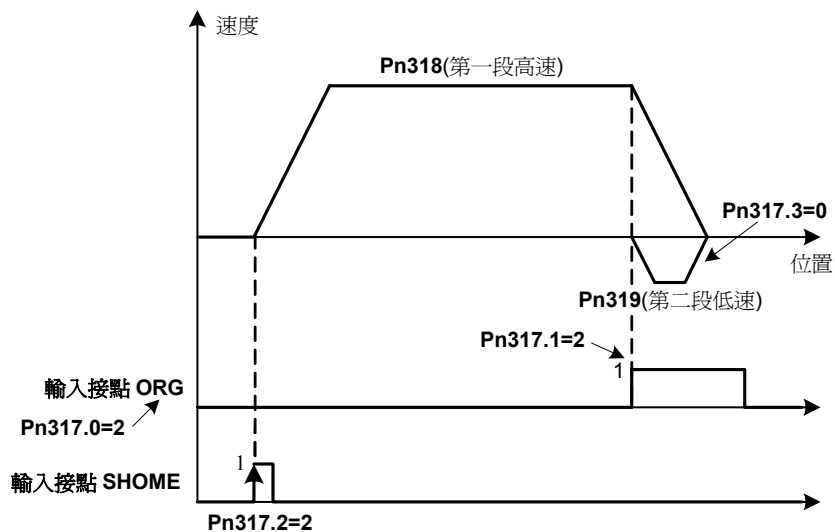 速度
Pn318(第一段高速)
Pn317.3=0
位置
Pn319(第二段低速)
Pn317.1=2
1
輸入接點 ORG
Pn317.0=2
1
輸入接點 SHOME
Pn317.2=2